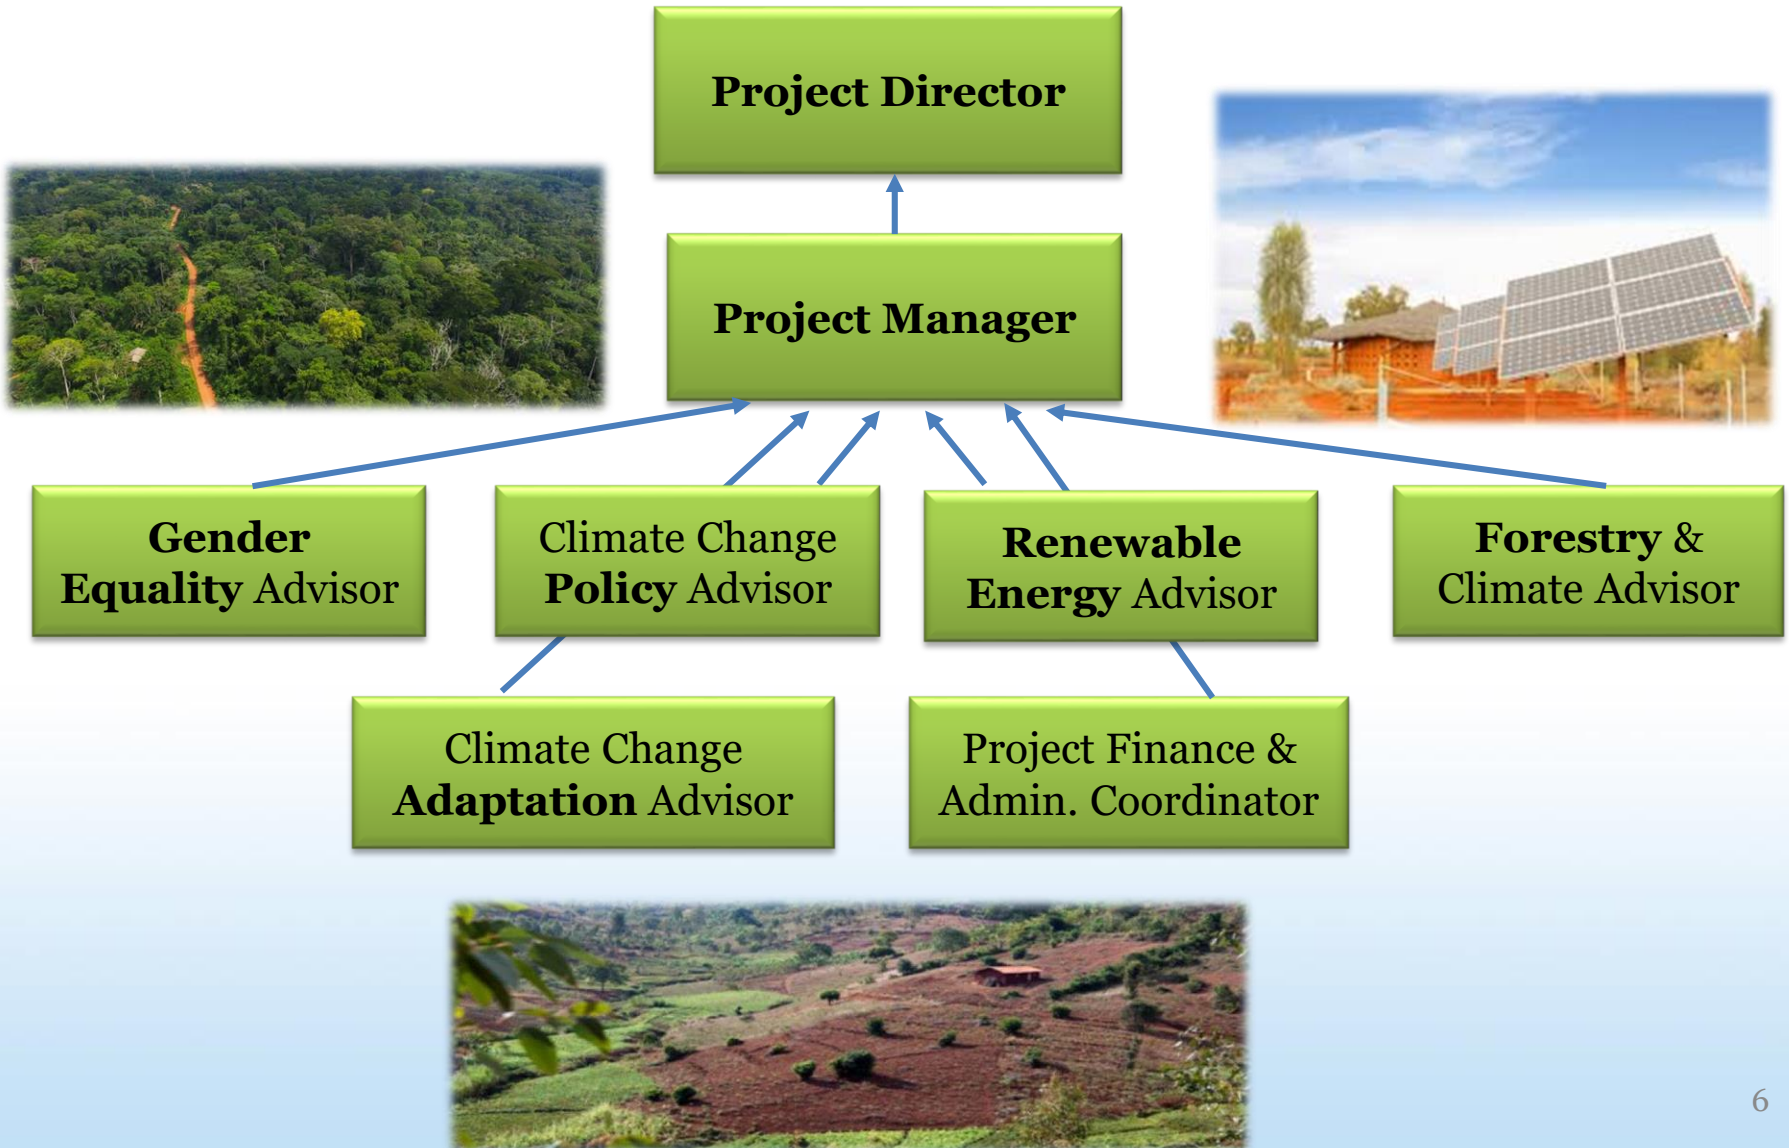 Project Director
Project Manager
Gender
Equality Advisor
Climate Change
Policy Advisor
Renewable
Energy Advisor
Forestry &
Climate Advisor
Climate Change
Adaptation Advisor
Project Finance &
Admin. Coordinator
6